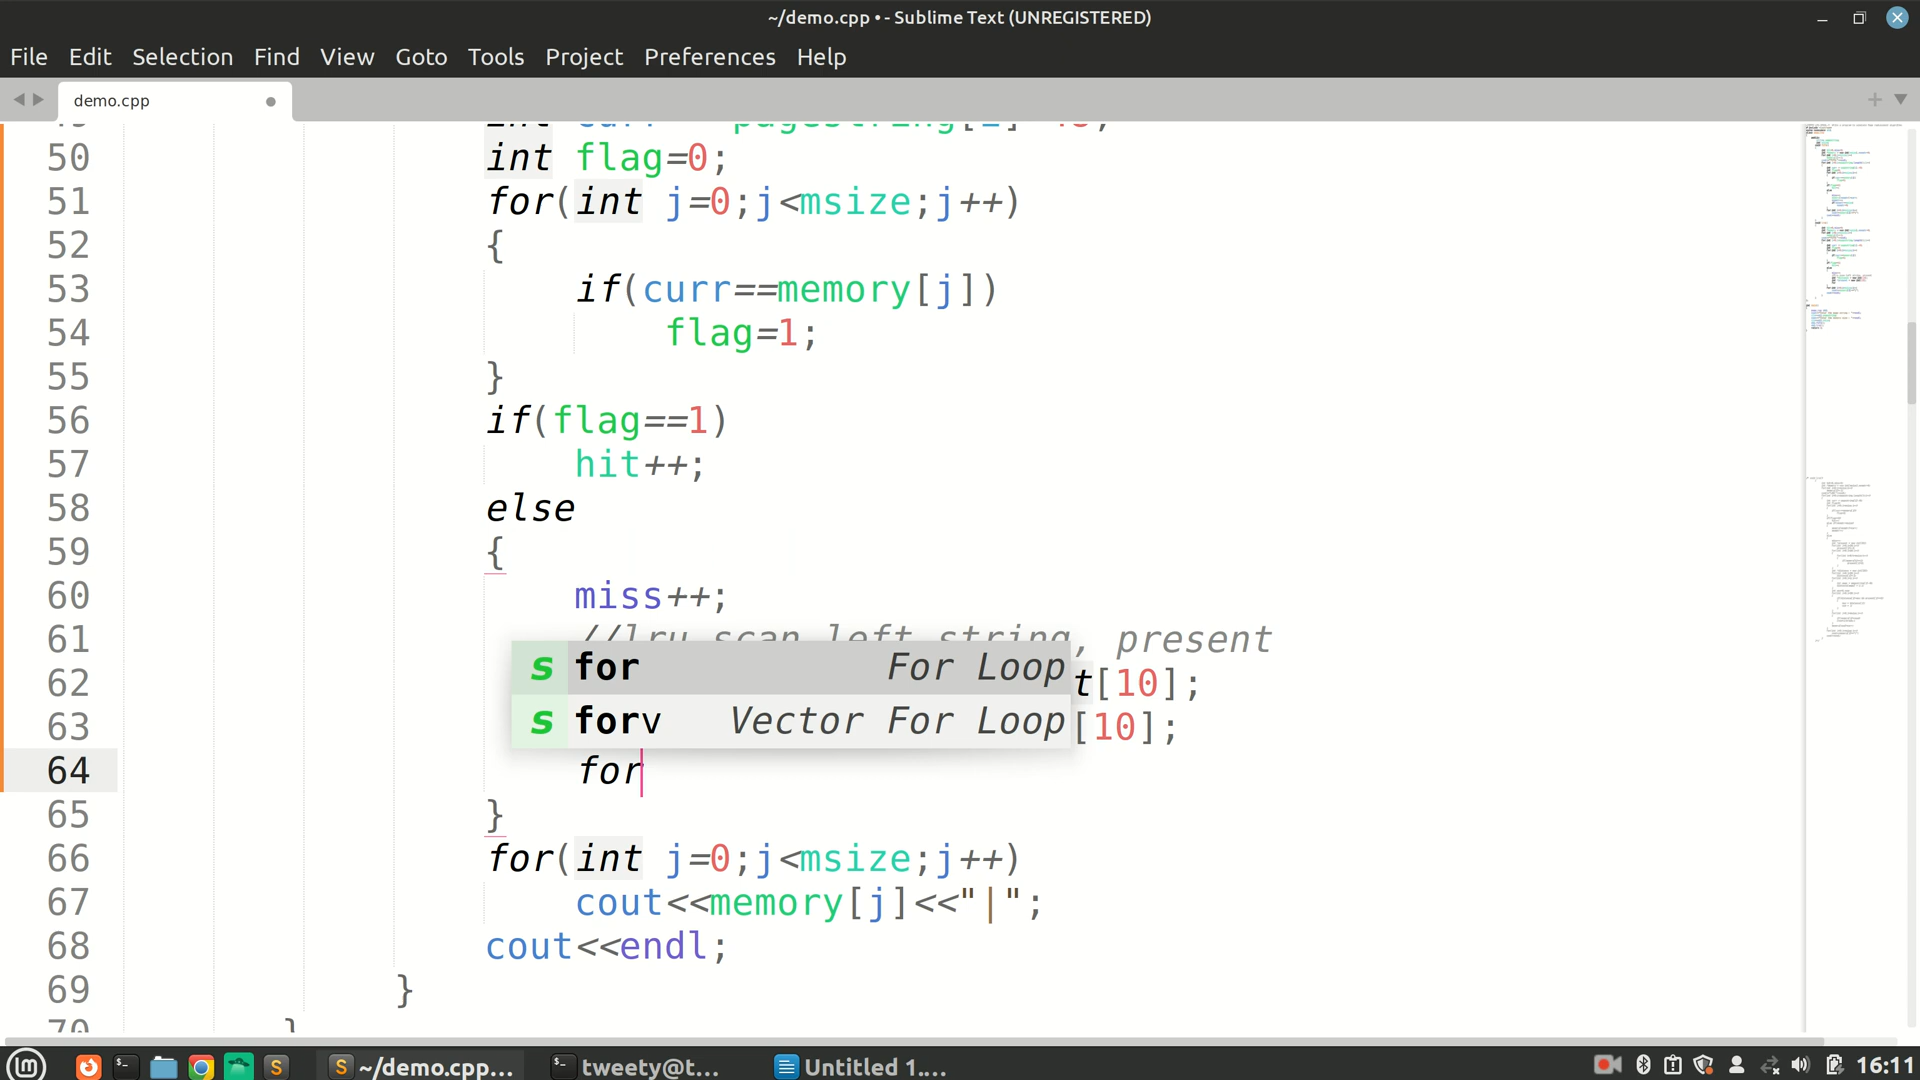 ~/demo.cpp • - Sublime Text (UNREGISTERED)
File Edit Selection Find View Goto Tools Project Preferences Help
demo.cpp
50 int flag=0;
51 for(int j=0;j<msize;j++)
52 {
53 if(curr==memory[j])
54 flag=1;
55 }
56 if(flag==1)
57 hit++;
58 else
59 {
60 miss++;
61 //lru scan left string, present
62 t[10];
63 [10];
s for For Loop
s forv Vector For Loop
64 for
65 }
66 for(int j=0;j<msize;j++)
67 cout<<memory[j]<<"|";
68 cout<<endl;
69 }
70 }
~/demo.cpp... tweety@t... Untitled 1.... 16:11